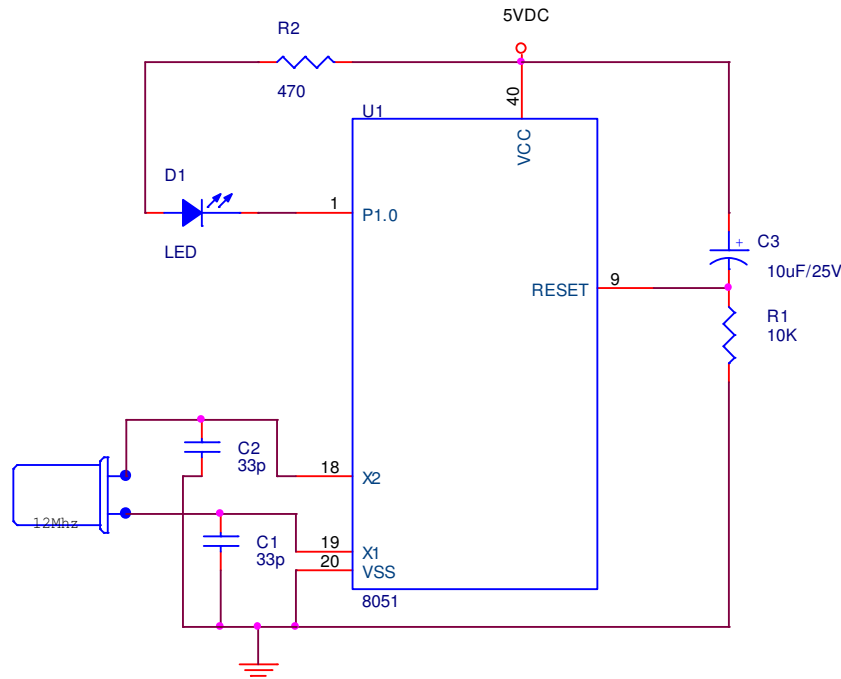 5VDC
R2
470
40
U1
VCC
D1
1
P1.0
LED
+
C3
10uF/25V
RESET
9
R1
10K
C2
33p
18
X2
12Mhz
C1
33p
19
X1
20
VSS
8051